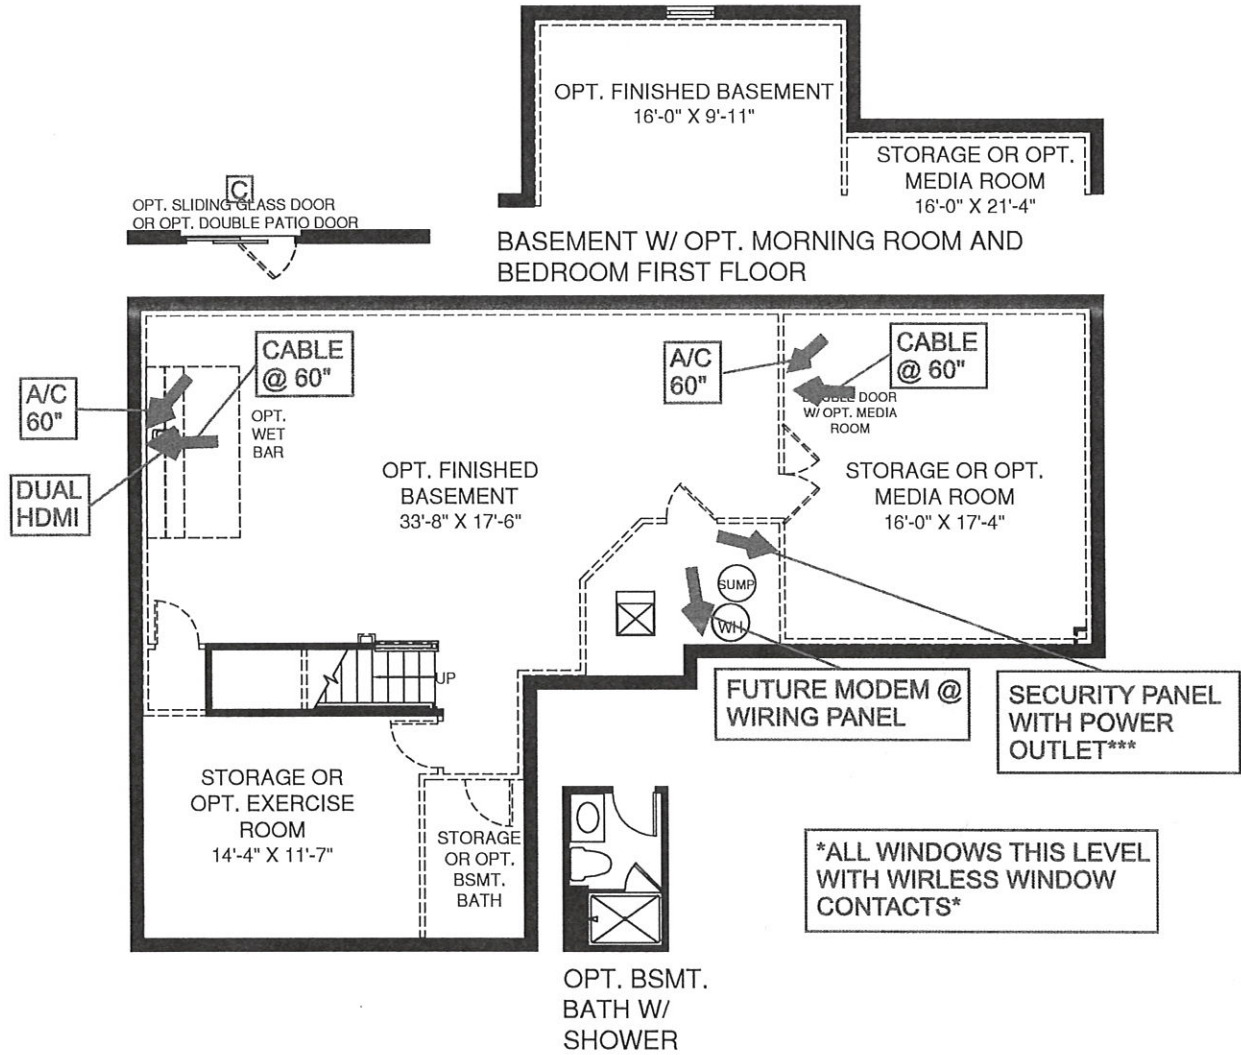 OPT. FINISHED BASEMENT
16'-0" X 9'-11"
STORAGE OR OPT.
MEDIA ROOM
16'-0" X 21'-4"
C
OPT. SLIDING GLASS DOOR
OR OPT. DOUBLE PATIO DOOR
BASEMENT W/ OPT. MORNING ROOM AND
BEDROOM FIRST FLOOR
CABLE
@ 60"
A/C
60"
DUAL
HDMI
OPT.
WET
BAR
A/C
60"
CABLE
@ 60"
DOUBLE DOOR
W/ OPT. MEDIA
ROOM
OPT. FINISHED
BASEMENT
33'-8" X 17'-6"
STORAGE OR OPT.
MEDIA ROOM
16'-0" X 17'-4"
SUMP
WH
UP
FUTURE MODEM @
WIRING PANEL
SECURITY PANEL
WITH POWER
OUTLET***
STORAGE OR
OPT. EXERCISE
ROOM
14'-4" X 11'-7"
STORAGE
OR OPT.
BSMT.
BATH
*ALL WINDOWS THIS LEVEL
WITH WIRLESS WINDOW
CONTACTS*
OPT. BSMT.
BATH W/
SHOWER